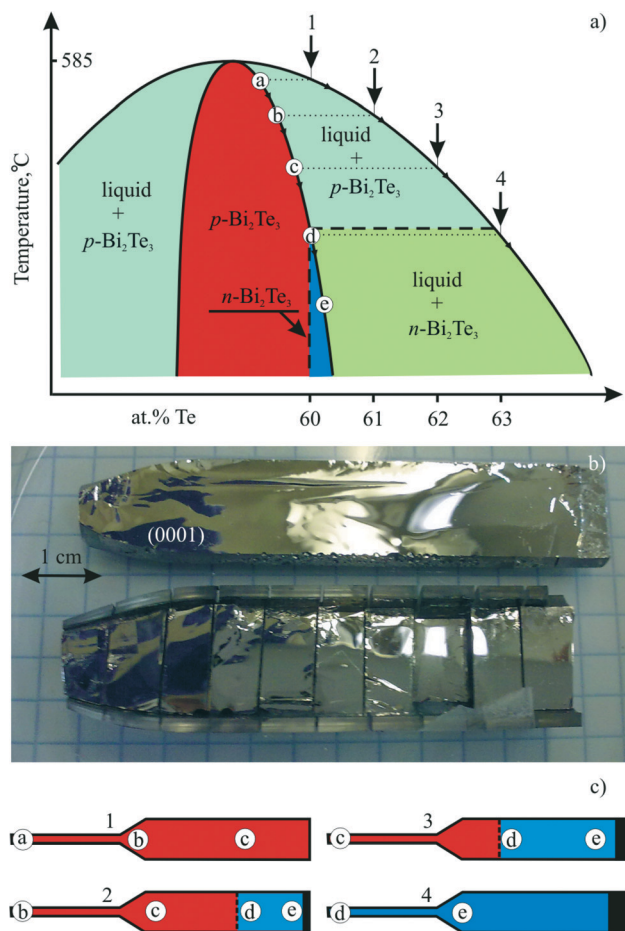 a)
1
2
3
4
585
a
b
c
d
e
Temperature,°C
liquid
+
p-Bi₂Te₃
p-Bi₂Te₃
n-Bi₂Te₃
liquid
+
p-Bi₂Te₃
liquid
+
n-Bi₂Te₃
at.% Te
60
61
62
63
b)
(0001)
1 cm
c)
1
a
b
c
3
c
d
e
2
b
c
d
e
4
d
e